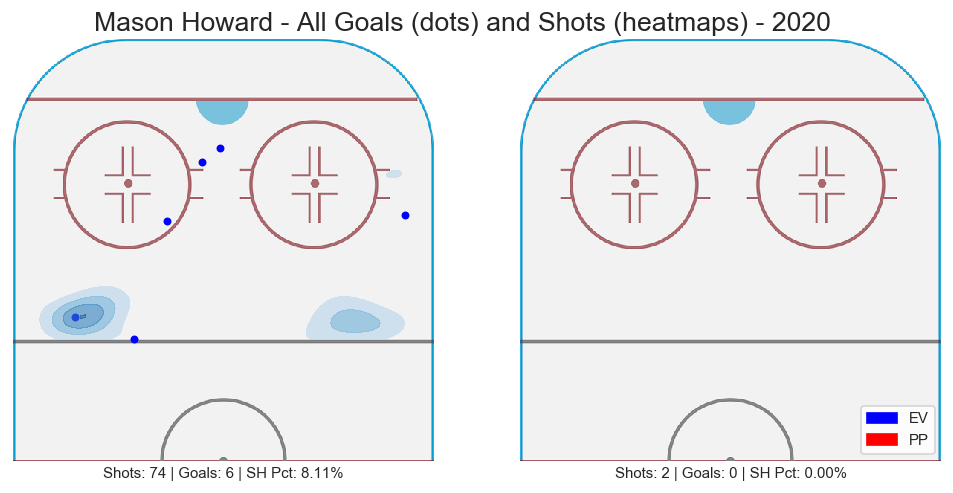 Mason Howard - All Goals (dots) and Shots (heatmaps) - 2020
EV
PP
Shots: 74 | Goals: 6 | SH Pct: 8.11%
Shots: 2 | Goals: 0 | SH Pct: 0.00%